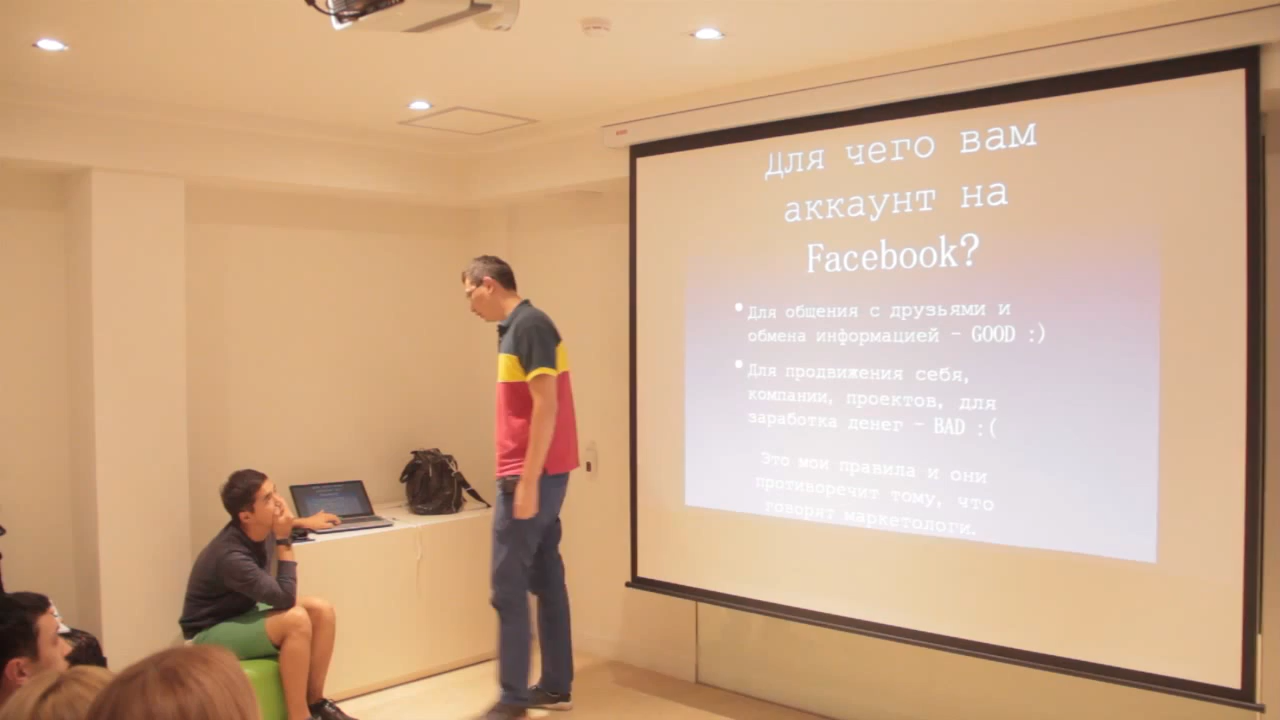 Для чего вам
аккаунт на
Facebook?
Для общения с друзьями и
обмена информацией - GOOD :)
Для продвижения себя,
компании, проектов, для
заработка денег - BAD :(
Это мои правила и они
противоречит тому, что
говорят маркетологи.